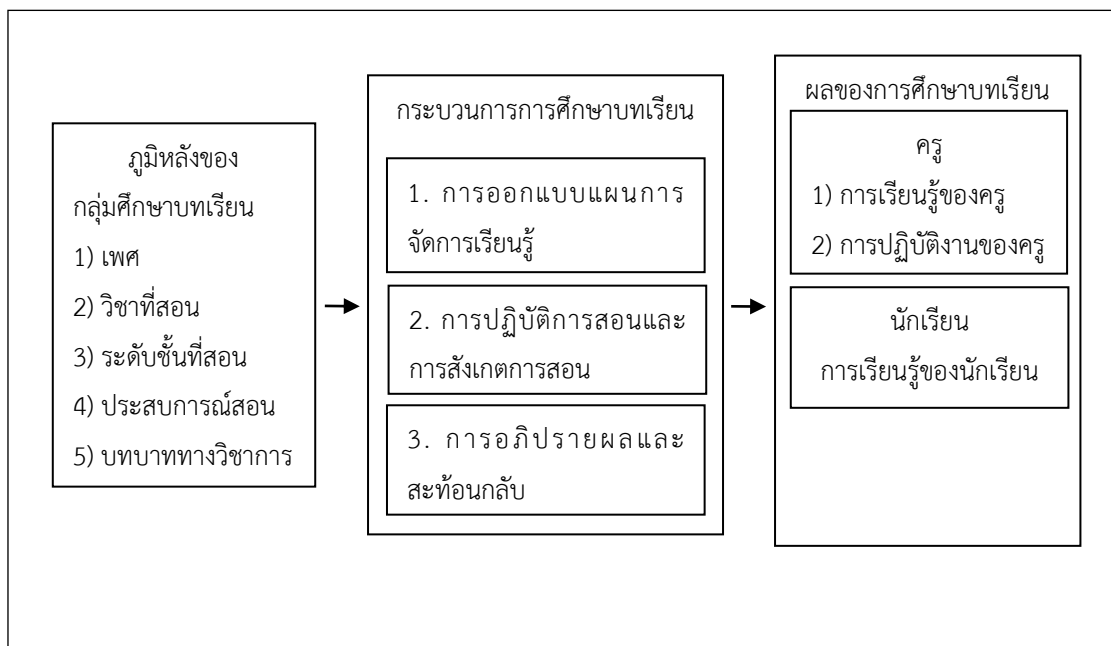 ภูมิหลังของ
กลุ่มศึกษาบทเรียน
1) เพศ
2) วิชาที่สอน
3) ระดับชั้นที่สอน
4) ประสบการณ์สอน
5) บทบาททางวิชาการ
กระบวนการการศึกษาบทเรียน
1. การออกแบบแผนการ
จัดการเรียนรู้
2. การปฏิบัติการสอนและ
การสังเกตการสอน
3. การอภิปรายผลและ
สะท้อนกลับ
ผลของการศึกษาบทเรียน
ครู
1) การเรียนรู้ของครู
2) การปฏิบัติงานของครู
นักเรียน
การเรียนรู้ของนักเรียน